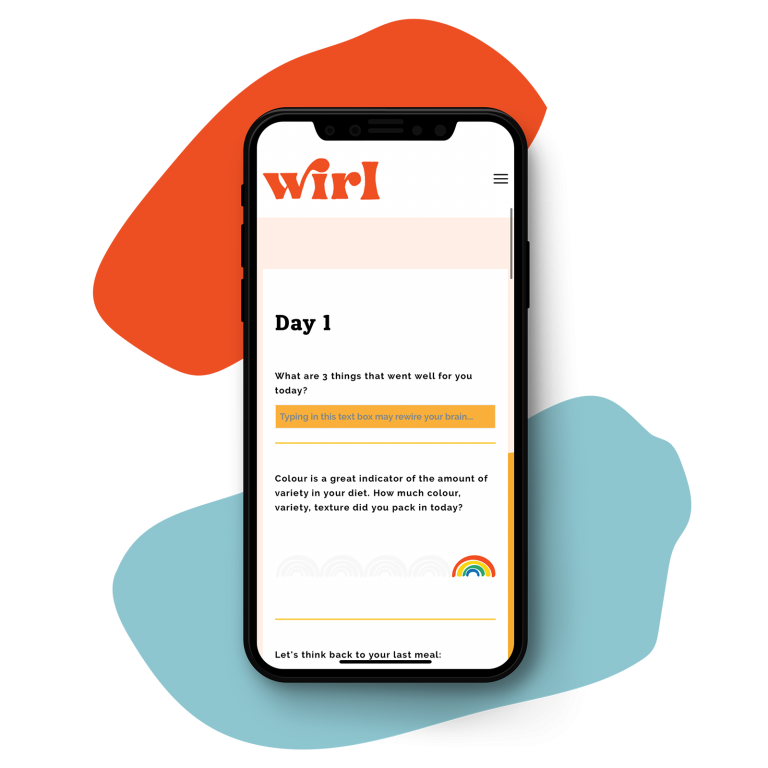 wirl
Day 1
What are 3 things that went well for you
today?
Typing in this text box may rewire your brain...
Colour is a great indicator of the amount of
variety in your diet. How much colour,
variety, texture did you pack in today?
Let's think back to your last meal: